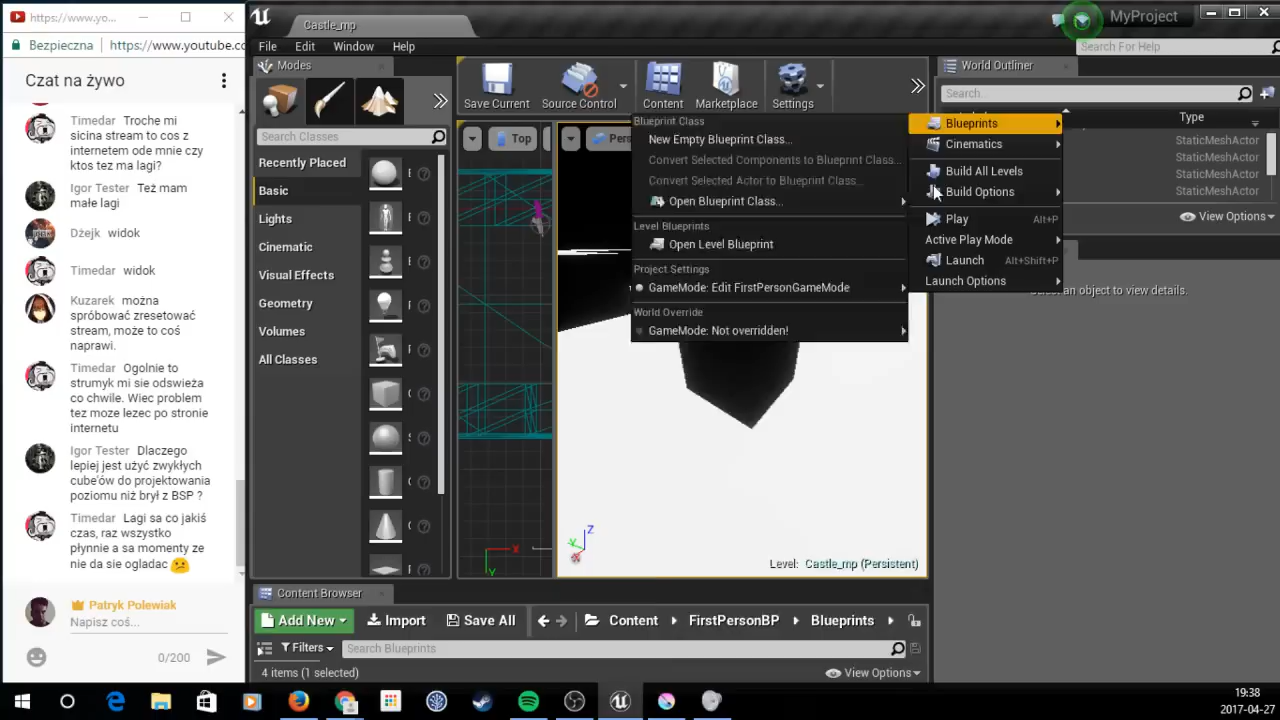 https://www.yo...
Bezpieczna
https://www.youtube.cc
Czat na żywo
Timedar Troche mi
sicina stream to cos z
internetem ode mnie czy
ktos tez ma lagi?
Igor Tester Też mam
małe lagi
Dżejk widok
Timedar widok
Kuzarek można
spróbować zresetować
stream, może to coś
naprawi.
Timedar Ogolnie to
strumyk mi sie odswieża
co chwile. Wiec problem
tez moze lezec po stronie
internetu
Igor Tester Dlaczego
lepiej jest użyć zwykłych
cube'ów do projektowania
poziomu niż brył z BSP ?
Timedar Lagi sa co jakiś
czas, raz wszystko
płynnie a sa momenty ze
nie da sie ogladac
Patryk Polewiak
Napisz coś...
0/200
Castle_mp
MyProject
File
Edit
Window
Help
Search For Help
Modes
Search Classes
Recently Placed
Basic
Lights
Cinematic
Visual Effects
Geometry
Volumes
All Classes
Save Current
Source Control
Content
Marketplace
Settings
Top
Pers
Blueprint Class
New Empty Blueprint Class...
Convert Selected Components to Blueprint Class...
Convert Selected Actor to Blueprint Class...
Open Blueprint Class...
Level Blueprints
Open Level Blueprint
Project Settings
GameMode: Edit FirstPersonGameMode
World Override
GameMode: Not overridden!
Blueprints
Cinematics
Build All Levels
Build Options
Play Alt+P
Active Play Mode
Launch Alt+Shift+P
Launch Options
World Outliner
Search...
Type
StaticMeshActor
StaticMeshActor
StaticMeshActor
View Options
Select an object to view details.
X
Y
Z
Level: Castle_mp (Persistent)
Content Browser
Add New
Import
Save All
Content
FirstPersonBP
Blueprints
Filters
Search Blueprints
4 items (1 selected)
View Options
19:38
2017-04-27